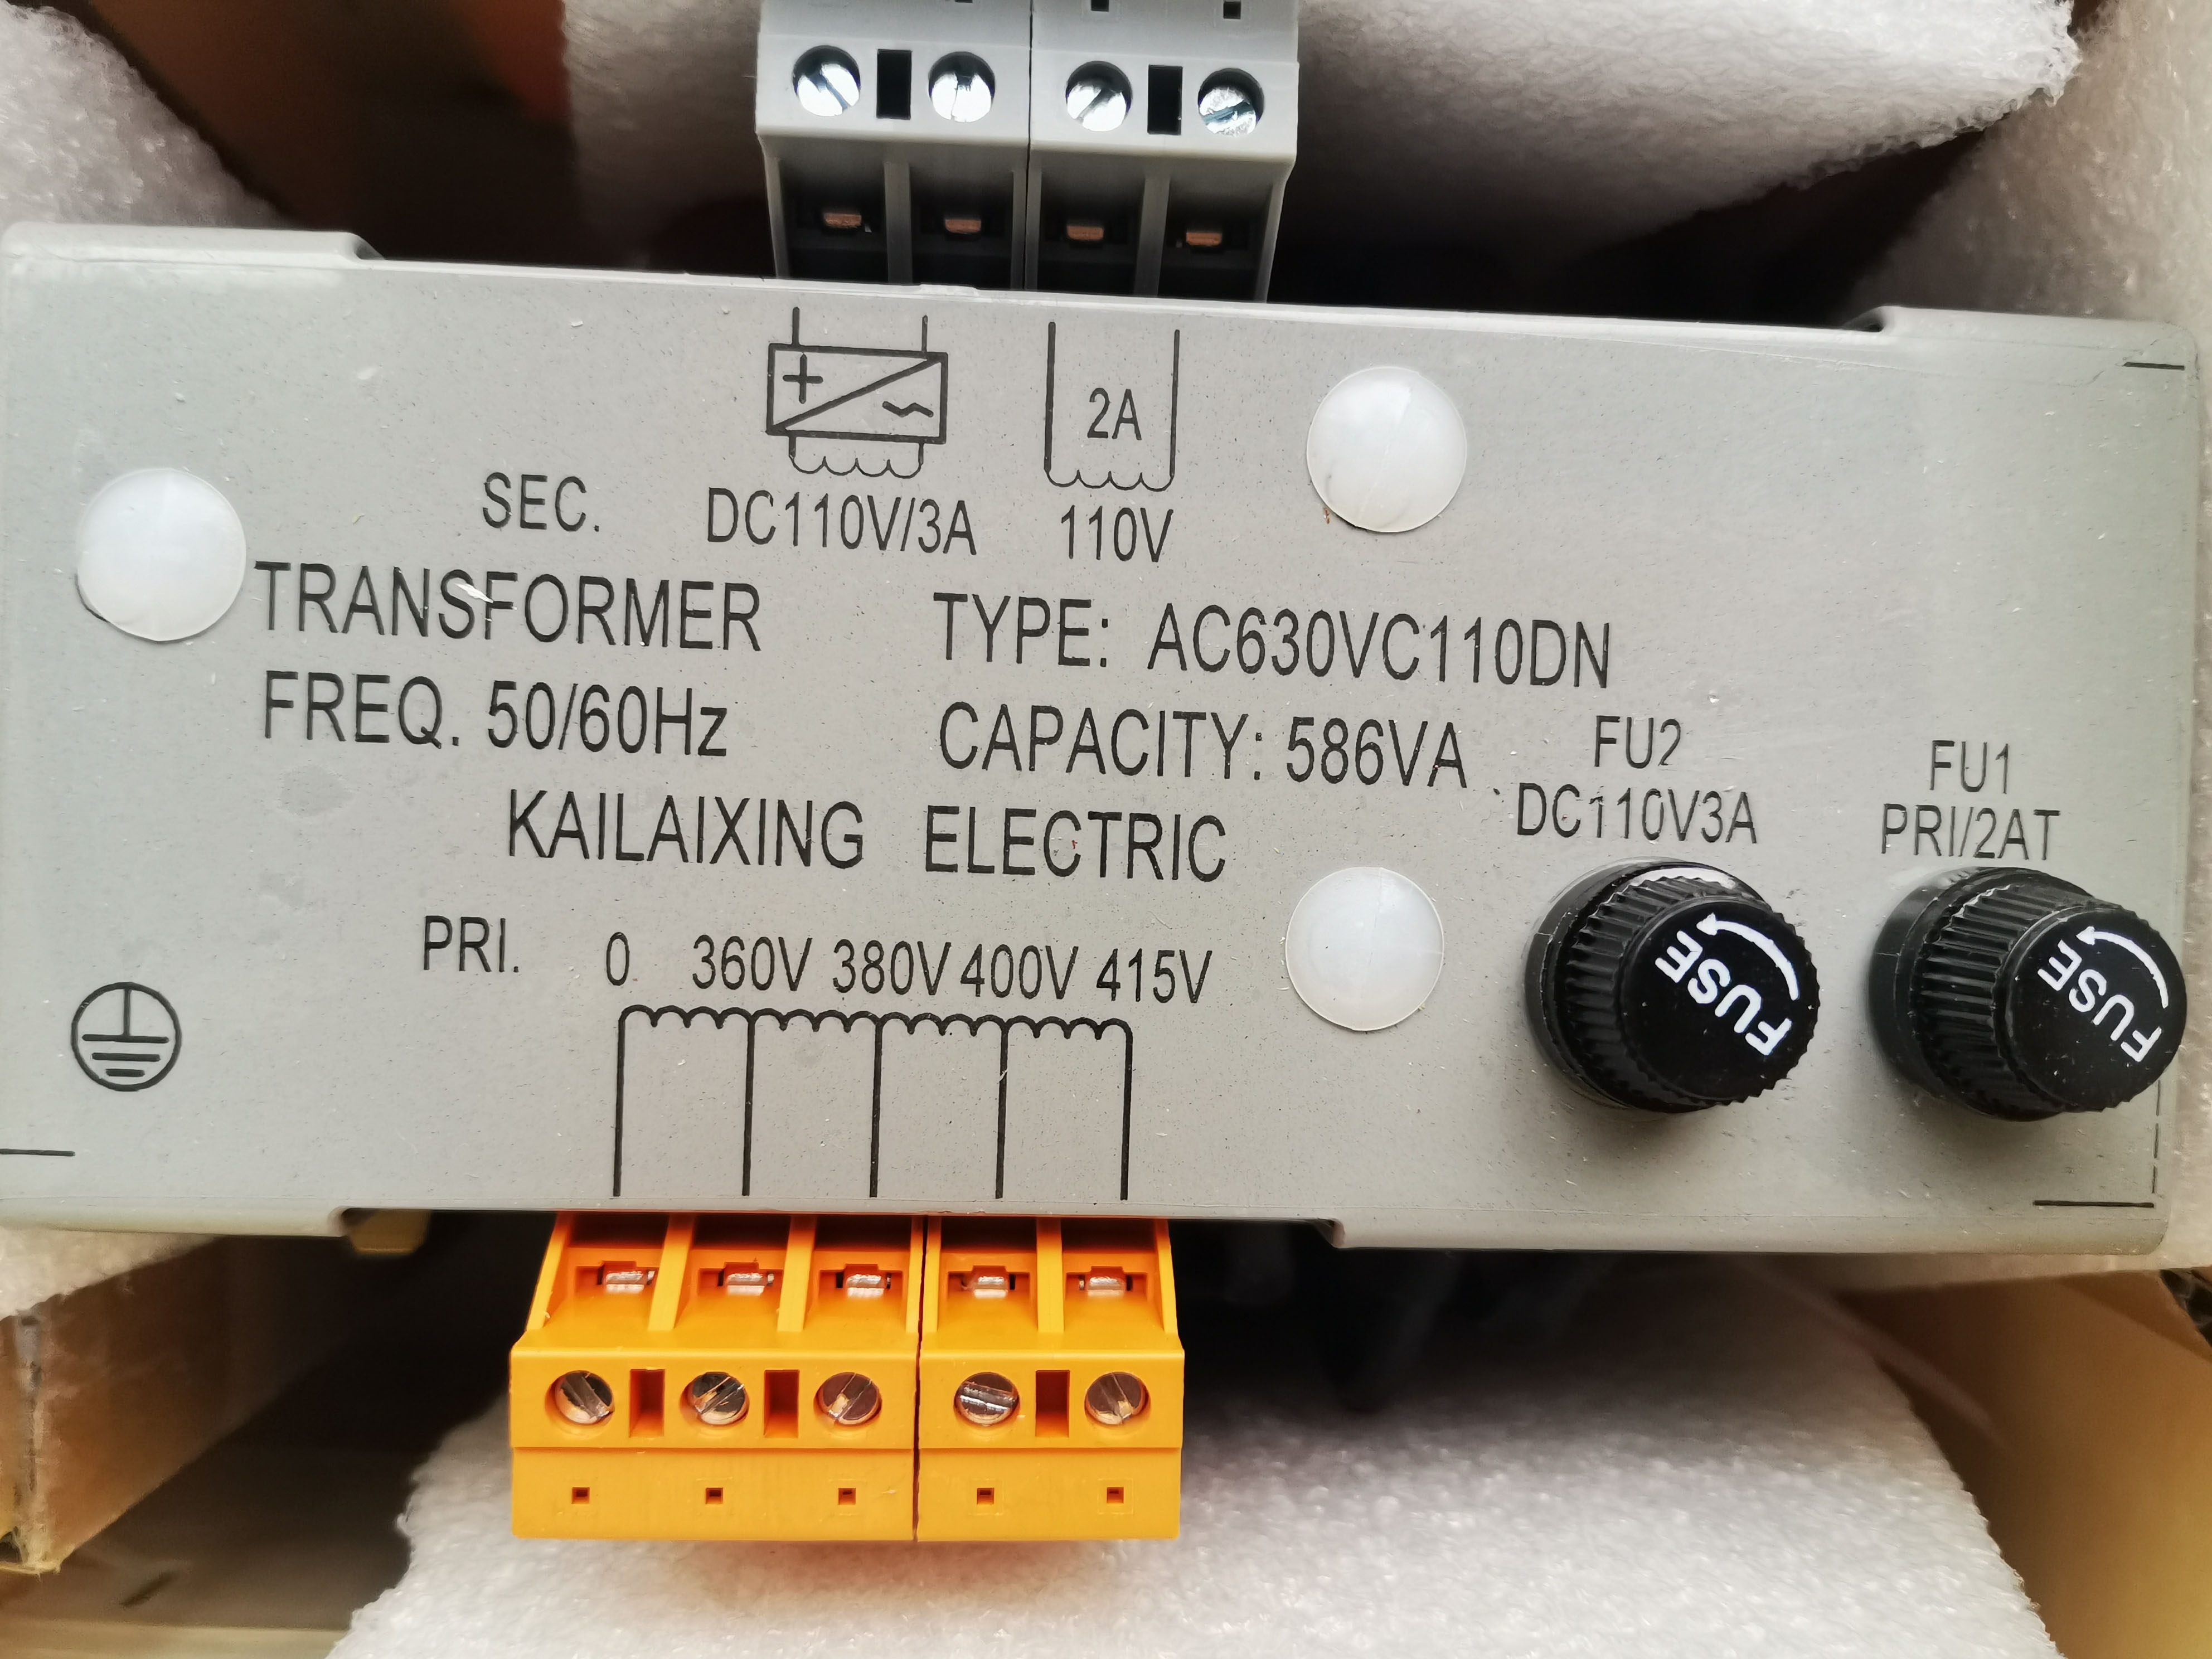 2A
SEC. DC110V/3A 110V
TRANSFORMER TYPE: AC630VC110DN
FREQ. 50/60Hz CAPACITY: 586VA
KAILAIXING ELECTRIC
FU2
DC110V3A
FU1
PRI/2AT
PRI. 0 360V 380V 400V 415V
FUSE
FUSE